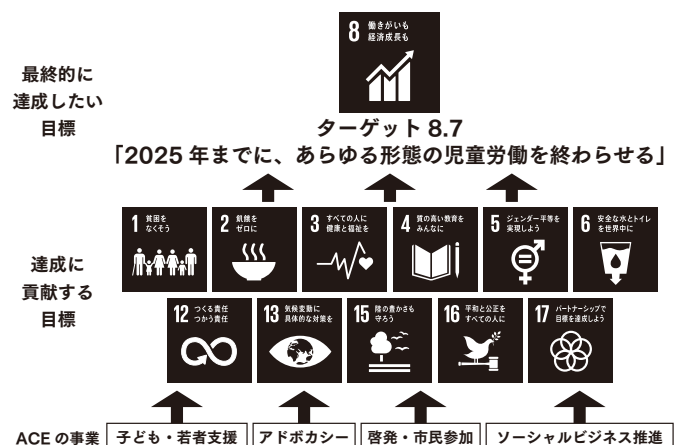 8 働きがいも
経済成長も
最終的に
達成したい
目標
ターゲット 8.7
「2025 年までに、あらゆる形態の児童労働を終わらせる」
1 貧困を
なくそう
2 飢餓を
ゼロに
3 すべての人に
健康と福祉を
4 質の高い教育を
みんなに
5 ジェンダー平等を
実現しよう
6 安全な水とトイレ
を世界中に
達成に
貢献する
目標
12 つくる責任
つかう責任
13 気候変動に
具体的な対策を
15 陸の豊かさも
守ろう
16 平和と公正を
すべての人に
17 パートナーシップで
目標を達成しよう
ACE の事業
子ども・若者支援
アドボカシー
啓発・市民参加
ソーシャルビジネス推進